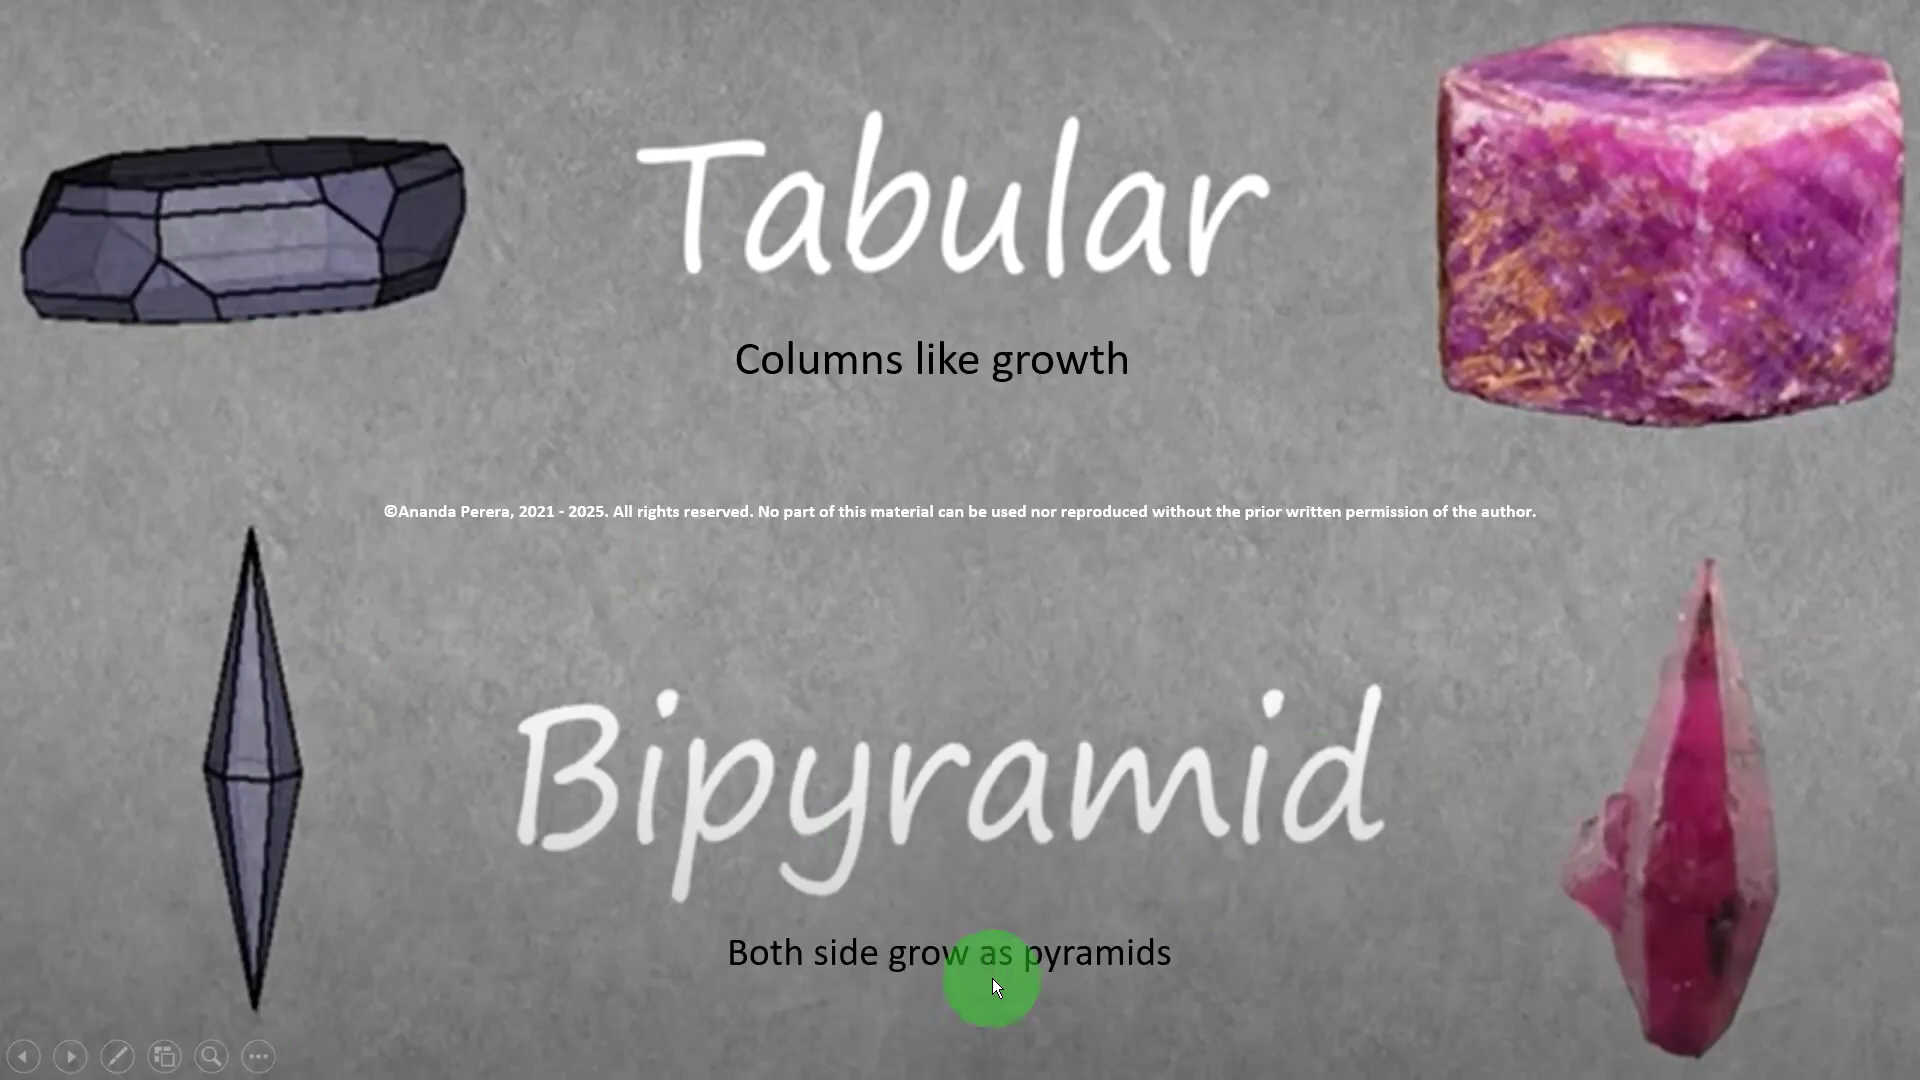 Tabular
Columns like growth
©Ananda Perera, 2021 - 2025. All rights reserved. No part of this material can be used nor reproduced without the prior written permission of the author.
Bipyramid
Both side grow as pyramids